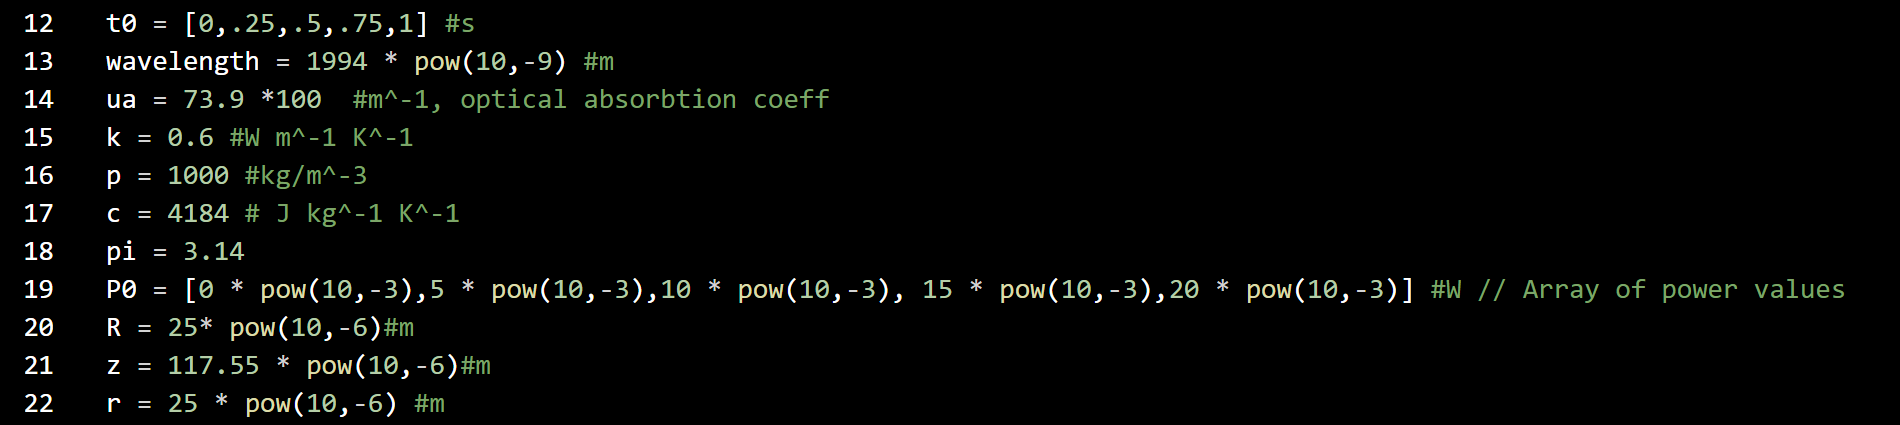 12 t0 = [0,.25,.5,.75,1] #s
13 wavelength = 1994 * pow(10,-9) #m
14 ua = 73.9 *100  #m^-1, optical absorbtion coeff
15 k = 0.6 #W m^-1 K^-1
16 p = 1000 #kg/m^-3
17 c = 4184 # J kg^-1 K^-1
18 pi = 3.14
19 P0 = [0 * pow(10,-3),5 * pow(10,-3),10 * pow(10,-3), 15 * pow(10,-3),20 * pow(10,-3)] #W // Array of power values
20 R = 25* pow(10,-6)#m
21 z = 117.55 * pow(10,-6)#m
22 r = 25 * pow(10,-6) #m